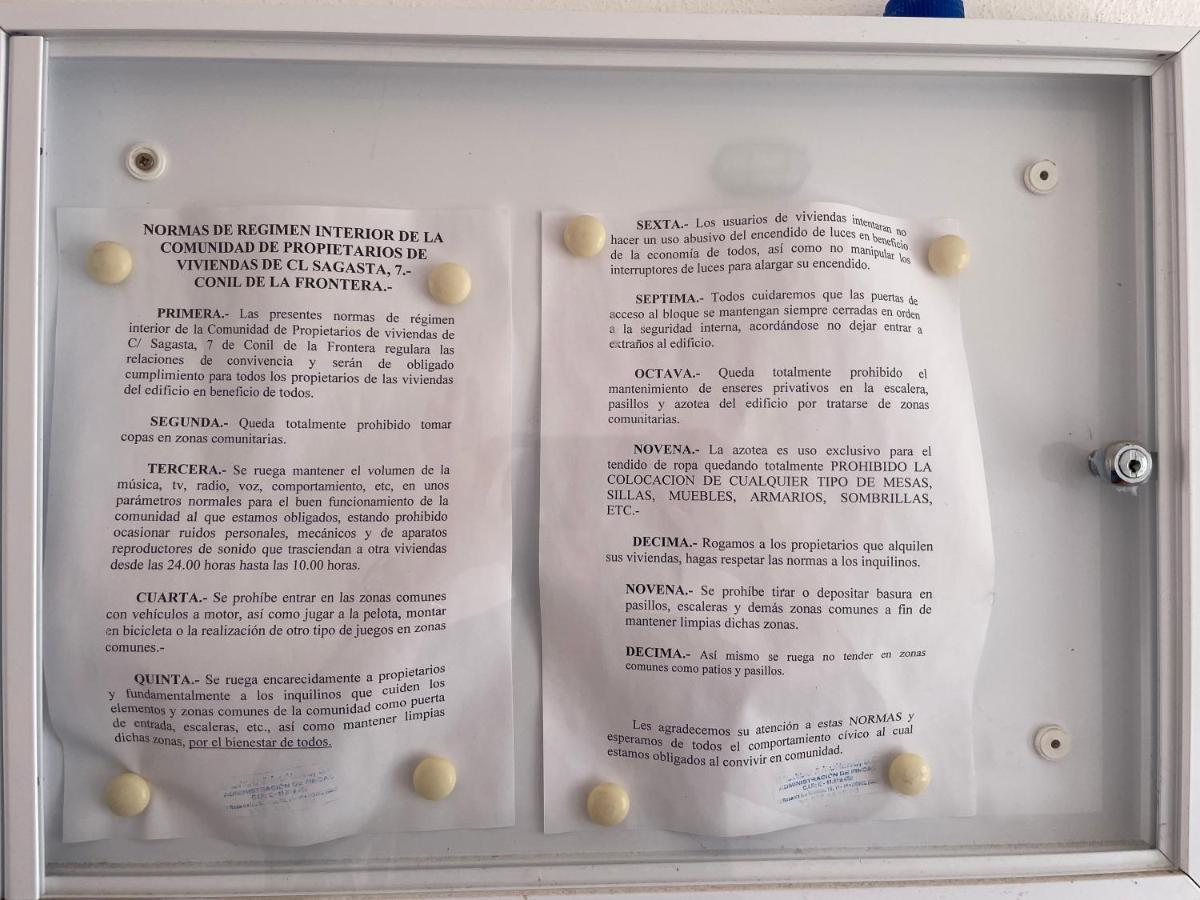 NORMAS DE REGIMEN INTERIOR DE LA
COMUNIDAD DE PROPIETARIOS DE
VIVIENDAS DE CL SAGASTA, 7.-
CONIL DE LA FRONTERA.-
PRIMERA.- Las presentes normas de régimen
interior de la Comunidad de Propietarios de viviendas de
C/ Sagasta, 7 de Conil de la Frontera regulara las
relaciones de convivencia y serán de obligado
cumplimiento para todos los propietarios de las viviendas
del edificio en beneficio de todos.
SEGUNDA.- Queda totalmente prohibido tomar
copas en zonas comunitarias.
TERCERA.- Se ruega mantener el volumen de la
música, tv, radio, voz, comportamiento, etc, en unos
parámetros normales para el buen funcionamiento de la
comunidad al que estamos obligados, estando prohibido
ocasionar ruidos personales, mecánicos y de aparatos
reproductores de sonido que trasciendan a otra viviendas
desde las 24.00 horas hasta las 10.00 horas.
CUARTA.- Se prohíbe entrar en las zonas comunes
con vehículos a motor, así como jugar a la pelota, montar
en bicicleta o la realización de otro tipo de juegos en zonas
comunes.-
QUINTA.- Se ruega encarecidamente a propietarios
y fundamentalmente a los inquilinos que cuiden los
elementos y zonas comunes de la comunidad como puerta
de entrada, escaleras, etc., así como mantener limpias
dichas zonas, por el bienestar de todos.
ADMINISTRACIÓN DE FINCAS
SEXTA.- Los usuarios de viviendas intentaran no
hacer un uso abusivo del encendido de luces en beneficio
de la economía de todos, así como no manipular los
interruptores de luces para alargar su encendido.
SEPTIMA.- Todos cuidaremos que las puertas de
acceso al bloque se mantengan siempre cerradas en orden
a la seguridad interna, acordándose no dejar entrar a
extraños al edificio.
OCTAVA.- Queda totalmente prohibido el
mantenimiento de enseres privativos en la escalera,
pasillos y azotea del edificio por tratarse de zonas
comunitarias.
NOVENA.- La azotea es uso exclusivo para el
tendido de ropa quedando totalmente PROHIBIDO LA
COLOCACION DE CUALQUIER TIPO DE MESAS,
SILLAS, MUEBLES, ARMARIOS, SOMBRILLAS,
ETC.-
DECIMA.- Rogamos a los propietarios que alquilen
sus viviendas, hagas respetar las normas a los inquilinos.
NOVENA.- Se prohíbe tirar o depositar basura en
pasillos, escaleras y demás zonas comunes a fin de
mantener limpias dichas zonas.
DECIMA.- Así mismo se ruega no tender en zonas
comunes como patios y pasillos.
Les agradecemos su atención a estas NORMAS y
esperamos de todos el comportamiento cívico al cual
estamos obligados al convivir en comunidad.
ADMINISTRACIÓN DE FINCAS